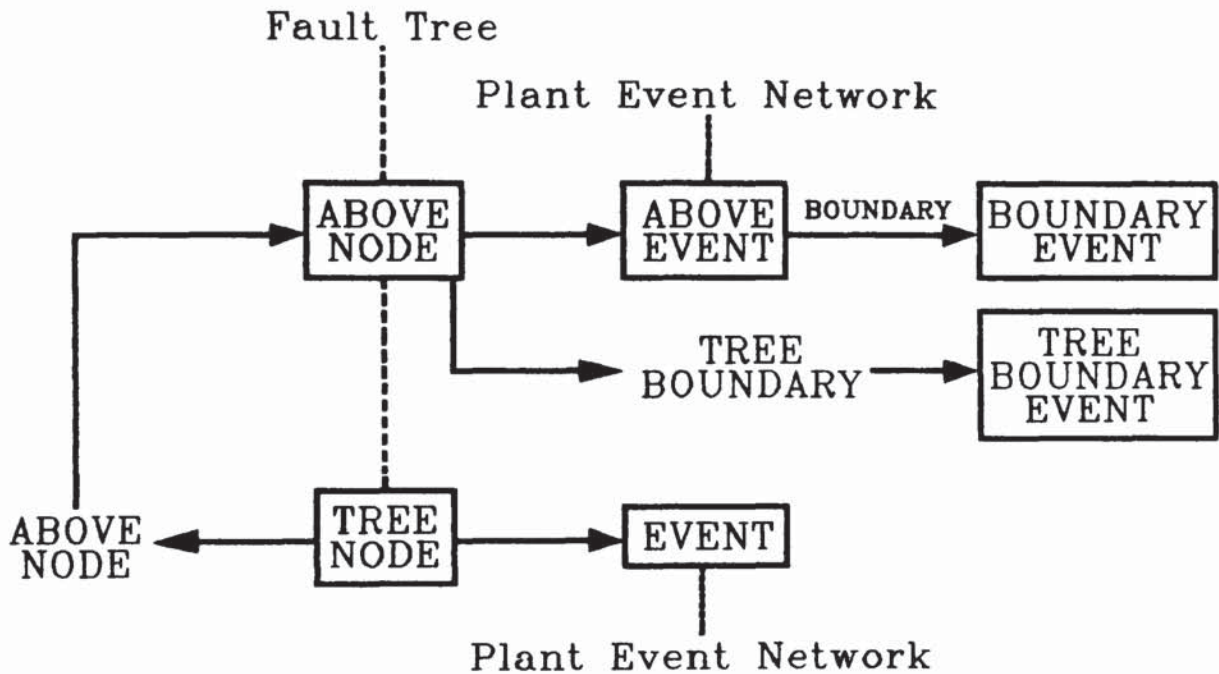 Fault Tree
Plant Event Network
ABOVE
NODE
ABOVE
EVENT
BOUNDARY
BOUNDARY
EVENT
TREE
BOUNDARY
TREE
BOUNDARY
EVENT
ABOVE
NODE
TREE
NODE
EVENT
Plant Event Network